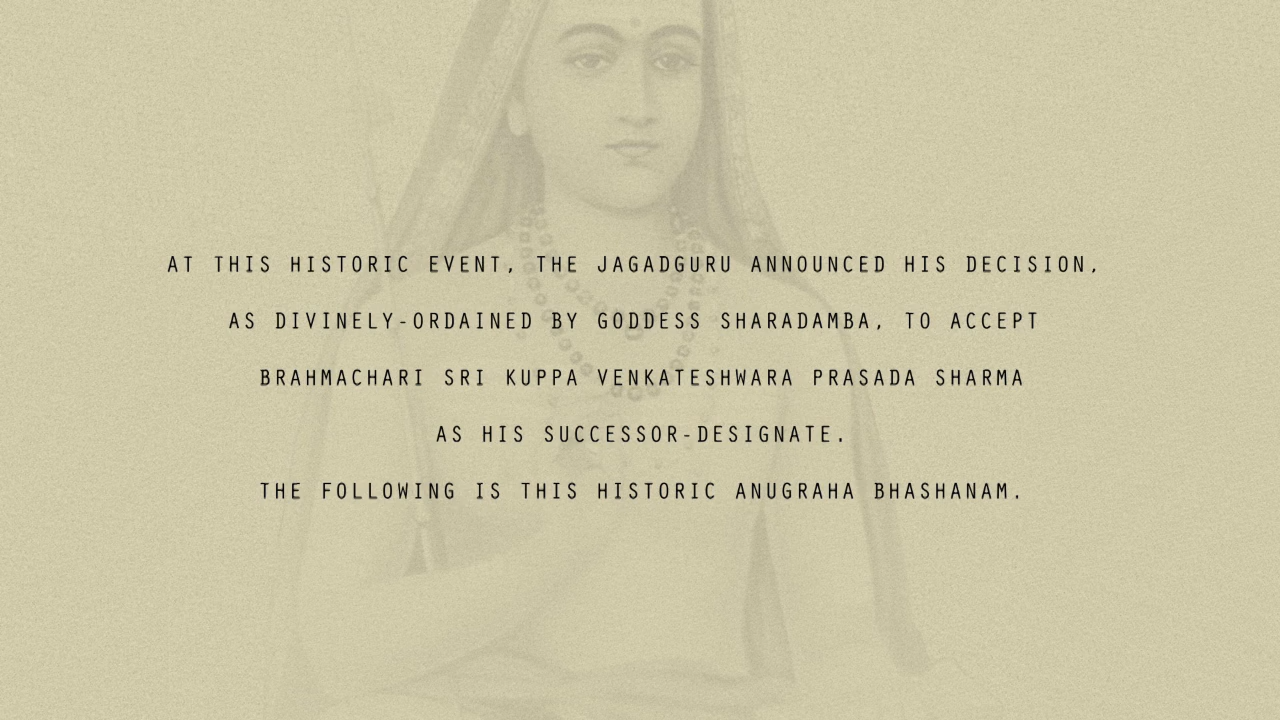 AT THIS HISTORIC EVENT, THE JAGADGURU ANNOUNCED HIS DECISION,
AS DIVINELY-ORDAINED BY GODDESS SHARADAMBA, TO ACCEPT
BRAHMACHARI SRI KUPPA VENKATESHWARA PRASADA SHARMA
AS HIS SUCCESSOR-DESIGNATE.
THE FOLLOWING IS THIS HISTORIC ANUGRAHA BHASHANAM.